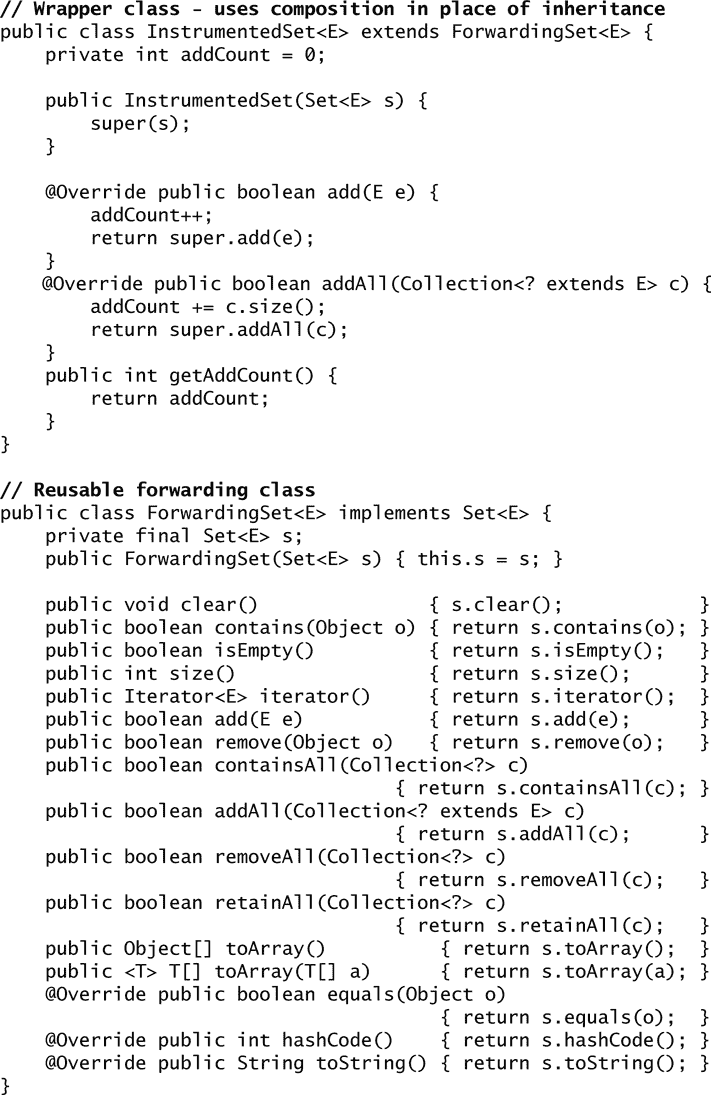 // Wrapper class - uses composition in place of inheritance
public class InstrumentedSet<E> extends ForwardingSet<E> {
    private int addCount = 0;

    public InstrumentedSet(Set<E> s) {
        super(s);
    }

    @Override public boolean add(E e) {
        addCount++;
        return super.add(e);
    }
    @Override public boolean addAll(Collection<? extends E> c) {
        addCount += c.size();
        return super.addAll(c);
    }
    public int getAddCount() {
        return addCount;
    }
}

// Reusable forwarding class
public class ForwardingSet<E> implements Set<E> {
    private final Set<E> s;
    public ForwardingSet(Set<E> s) { this.s = s; }

    public void clear()               { s.clear();            }
    public boolean contains(Object o) { return s.contains(o); }
    public boolean isEmpty()          { return s.isEmpty();   }
    public int size()                 { return s.size();      }
    public Iterator<E> iterator()     { return s.iterator();  }
    public boolean add(E e)           { return s.add(e);      }
    public boolean remove(Object o)   { return s.remove(o);   }
    public boolean containsAll(Collection<?> c)
                                   { return s.containsAll(c); }
    public boolean addAll(Collection<? extends E> c)
                                   { return s.addAll(c);      }
    public boolean removeAll(Collection<?> c)
                                   { return s.removeAll(c);   }
    public boolean retainAll(Collection<?> c)
                                   { return s.retainAll(c);   }
    public Object[] toArray()          { return s.toArray();  }
    public <T> T[] toArray(T[] a)      { return s.toArray(a); }
    @Override public boolean equals(Object o)
                                       { return s.equals(o);  }
    @Override public int hashCode()    { return s.hashCode(); }
    @Override public String toString() { return s.toString(); }
}